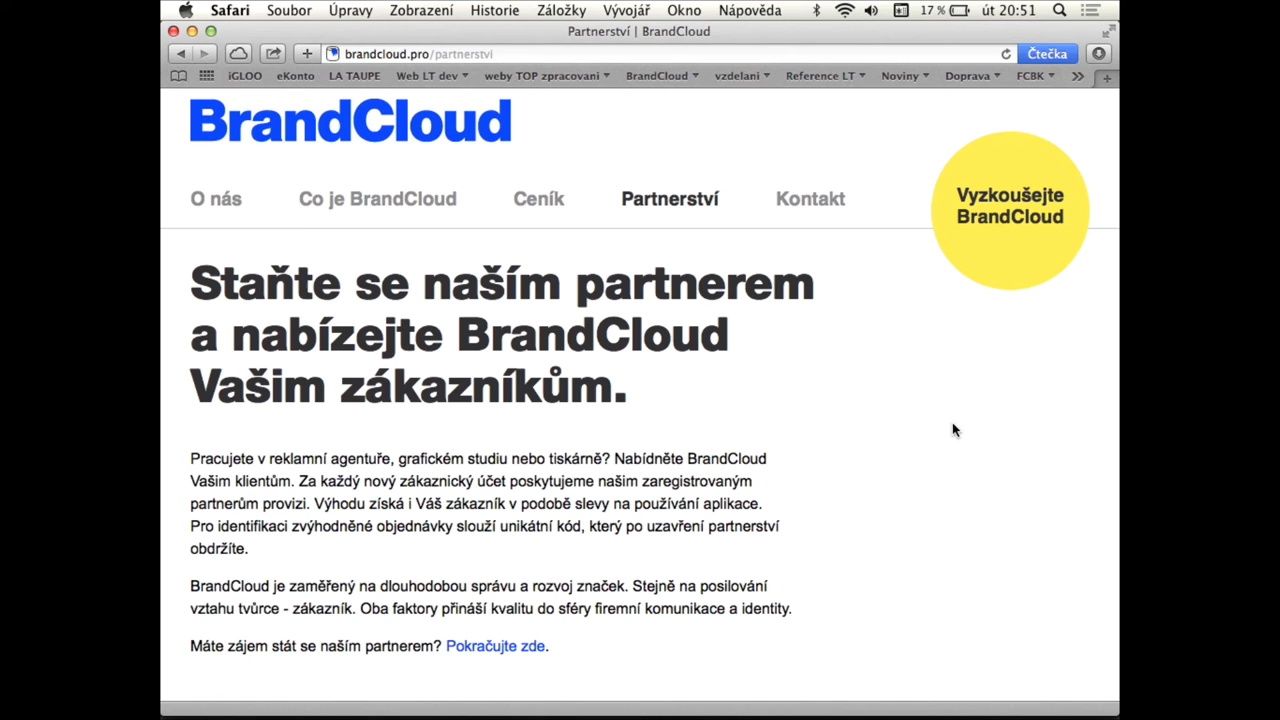 Safari Soubor Úpravy Zobrazení Historie Záložky Vývojář Okno Nápověda 17 % út 20:51
Partnerství | BrandCloud
brandcloud.pro/partnerství Čtečka
iGLOO eKonto LA TAUPE Web LT dev weby TOP zpracovani BrandCloud vzdelani Reference LT Noviny Doprava FCBK
BrandCloud
O nás Co je BrandCloud Ceník Partnerství Kontakt
Vyzkoušejte
BrandCloud
Staňte se naším partnerem
a nabízejte BrandCloud
Vašim zákazníkům.
Pracujete v reklamní agentuře, grafickém studiu nebo tiskárně? Nabídněte BrandCloud
Vašim klientům. Za každý nový zákaznický účet poskytujeme našim zaregistrovaným
partnerům provizi. Výhodu získá i Váš zákazník v podobě slevy na používání aplikace.
Pro identifikaci zvýhodněné objednávky slouží unikátní kód, který po uzavření partnerství
obdržíte.
BrandCloud je zaměřený na dlouhodobou správu a rozvoj značek. Stejně na posilování
vztahu tvůrce - zákazník. Oba faktory přináší kvalitu do sféry firemní komunikace a identity.
Máte zájem stát se naším partnerem? Pokračujte zde.